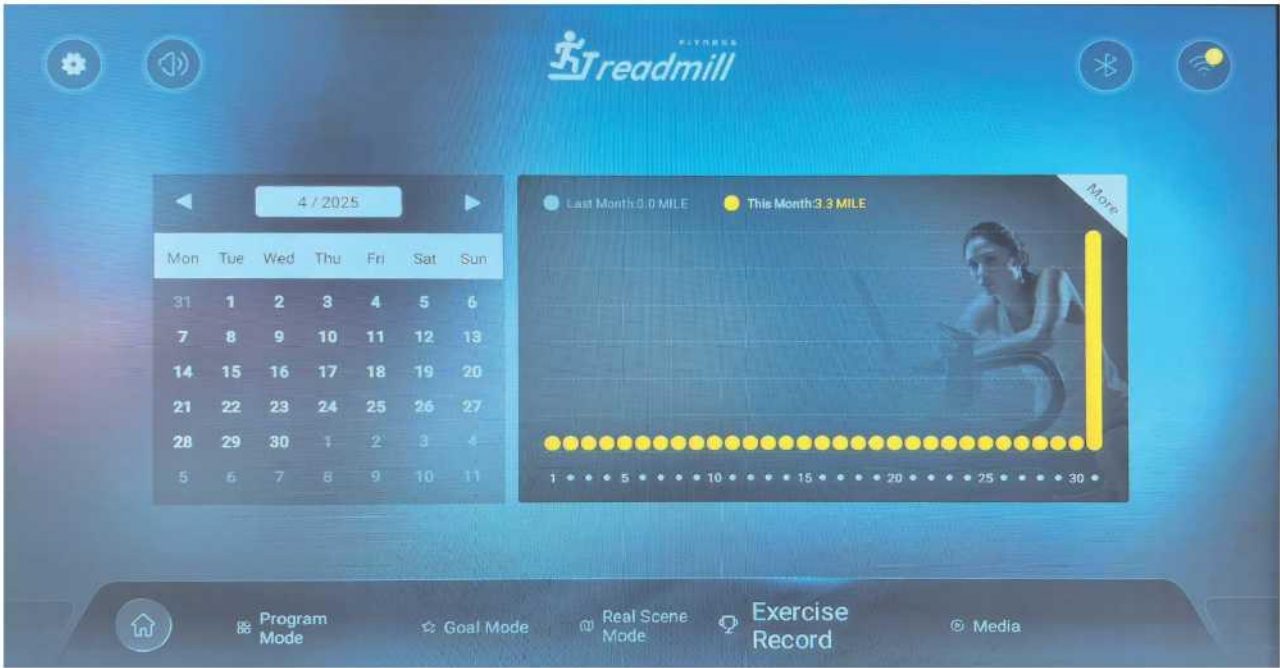 FITNESS
Treadmill
4 / 2025
Last Month:0.0 MILE
This Month:3.3 MILE
More
Mon Tue Wed Thu Fri Sat Sun
31 1 2 3 4 5 6
7 8 9 10 11 12 13
14 15 16 17 18 19 20
21 22 23 24 25 26 27
28 29 30 1 2 3 4
5 6 7 8 9 10 11
1 5 10 15 20 25 30
Program
Mode
Goal Mode
Real Scene
Mode
Exercise
Record
Media